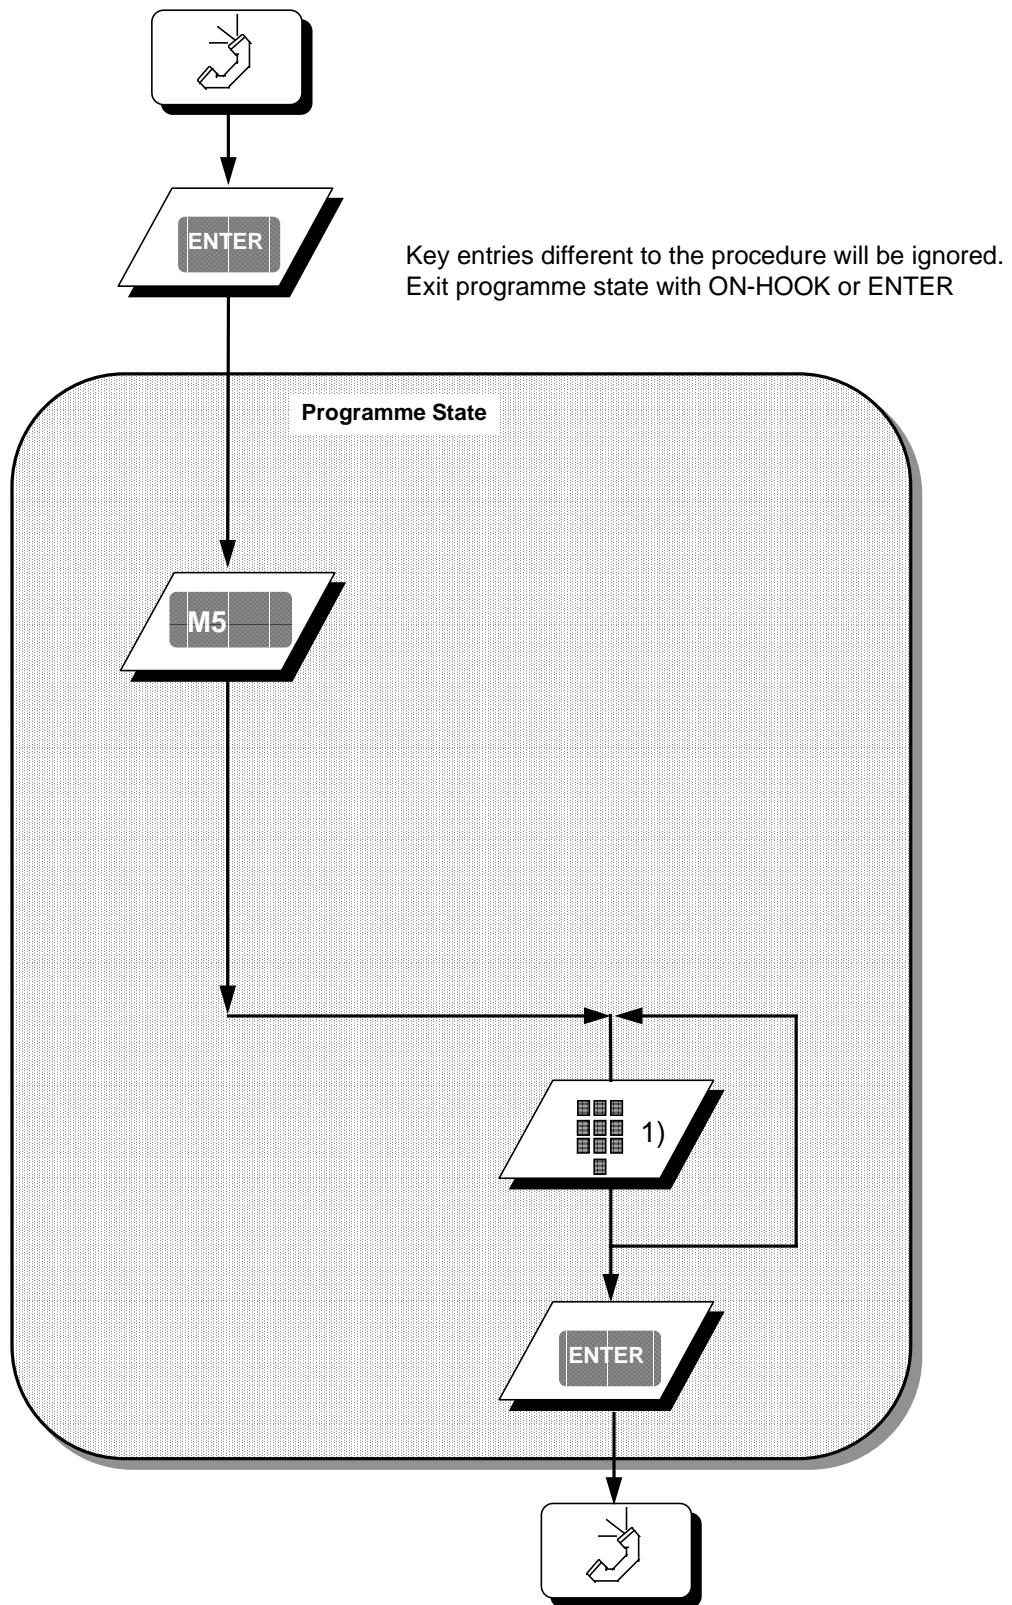 ENTER
Key entries different to the procedure will be ignored.
Exit programme state with ON-HOOK or ENTER
Programme State
M5
1)
ENTER